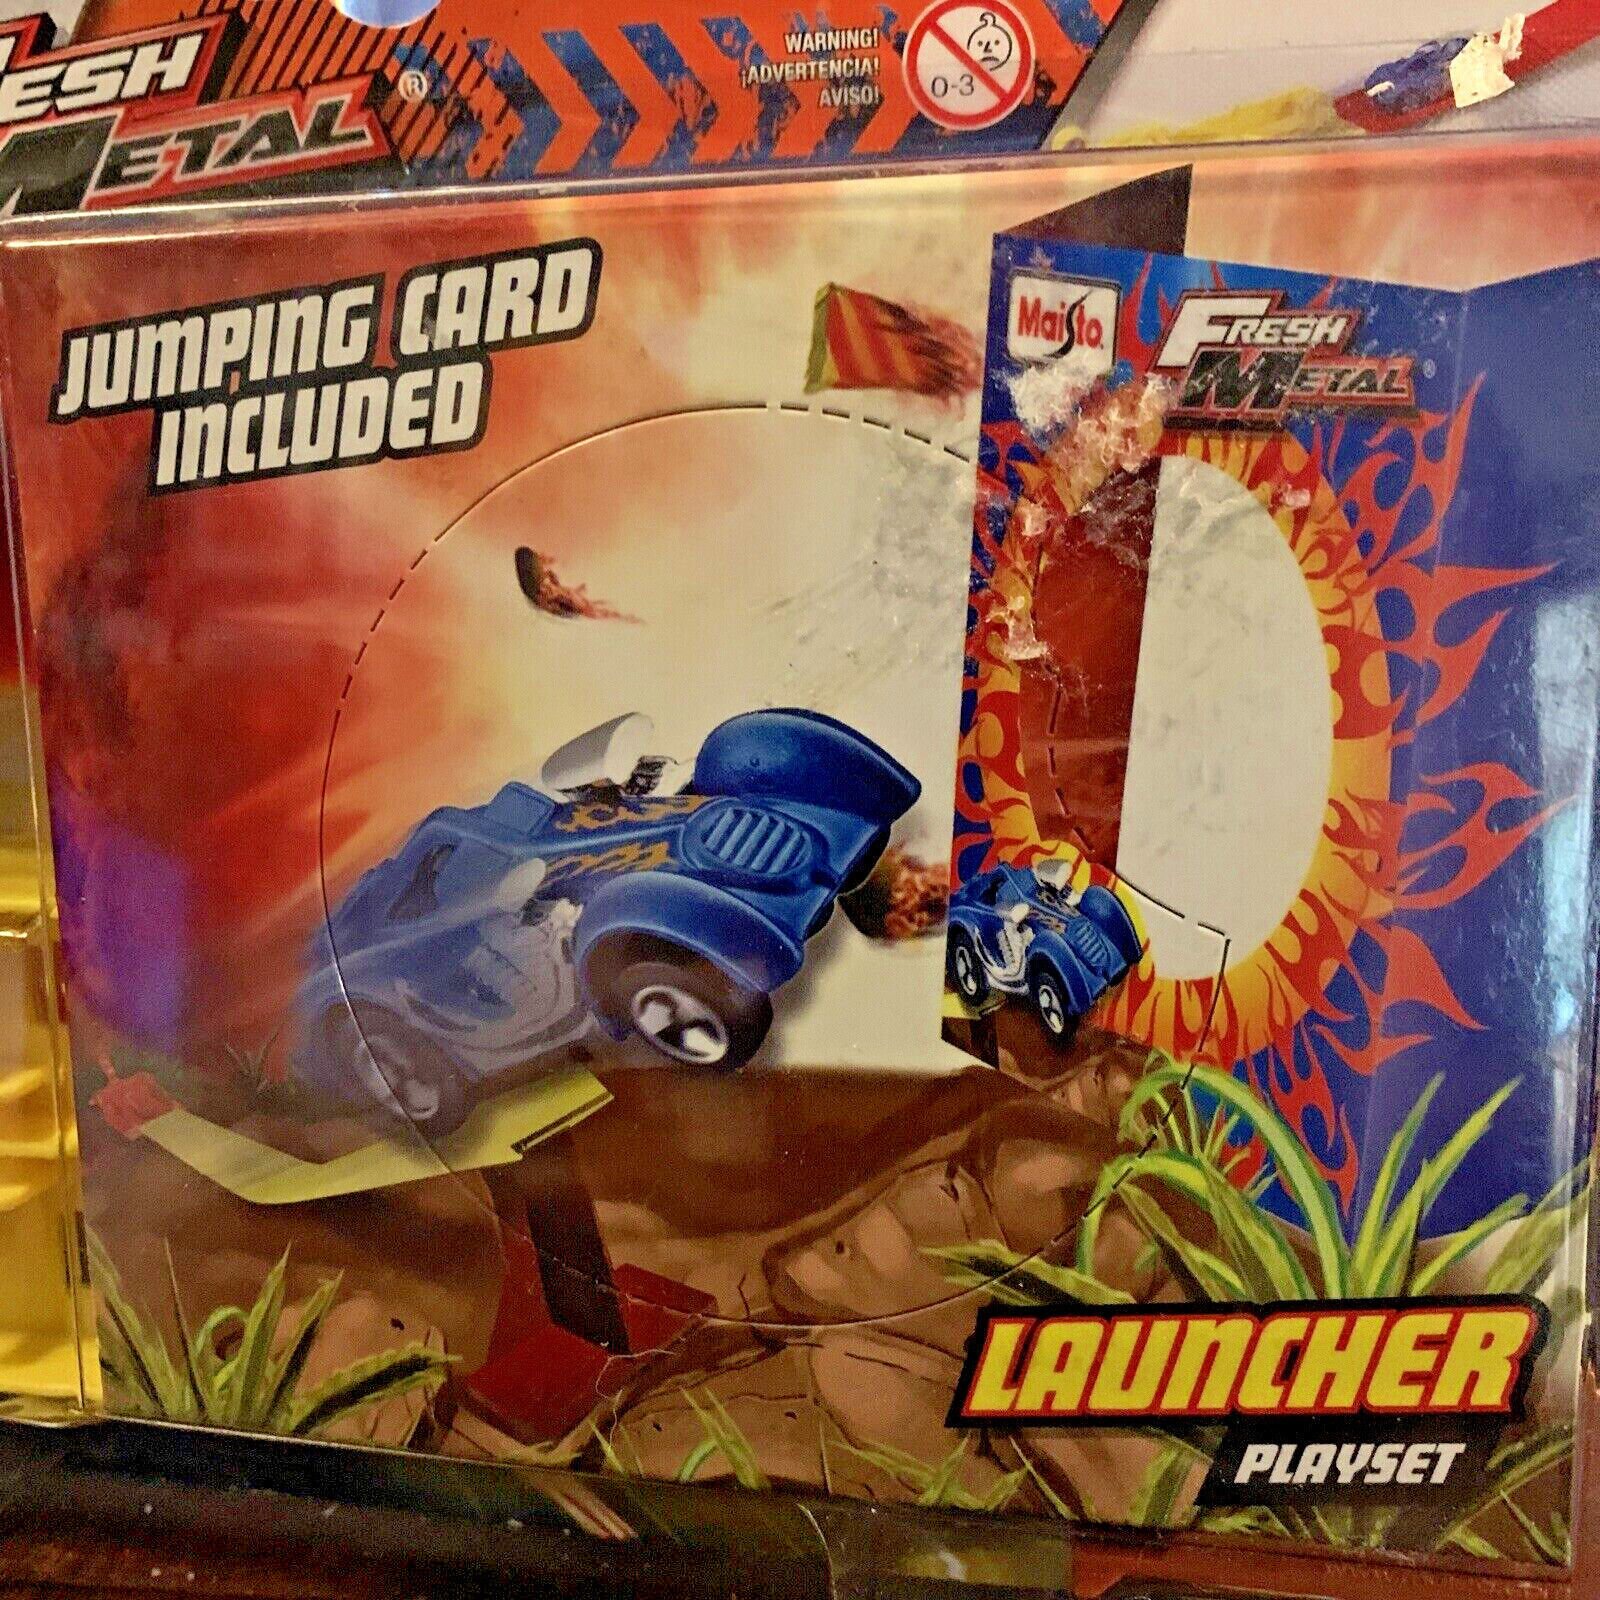 ESH
METAL®
WARNING!
¡ADVERTENCIA!
AVISO!
0-3
JUMPING CARD
INCLUDED
Maisto
FRESH
METAL®
LAUNCHER
PLAYSET